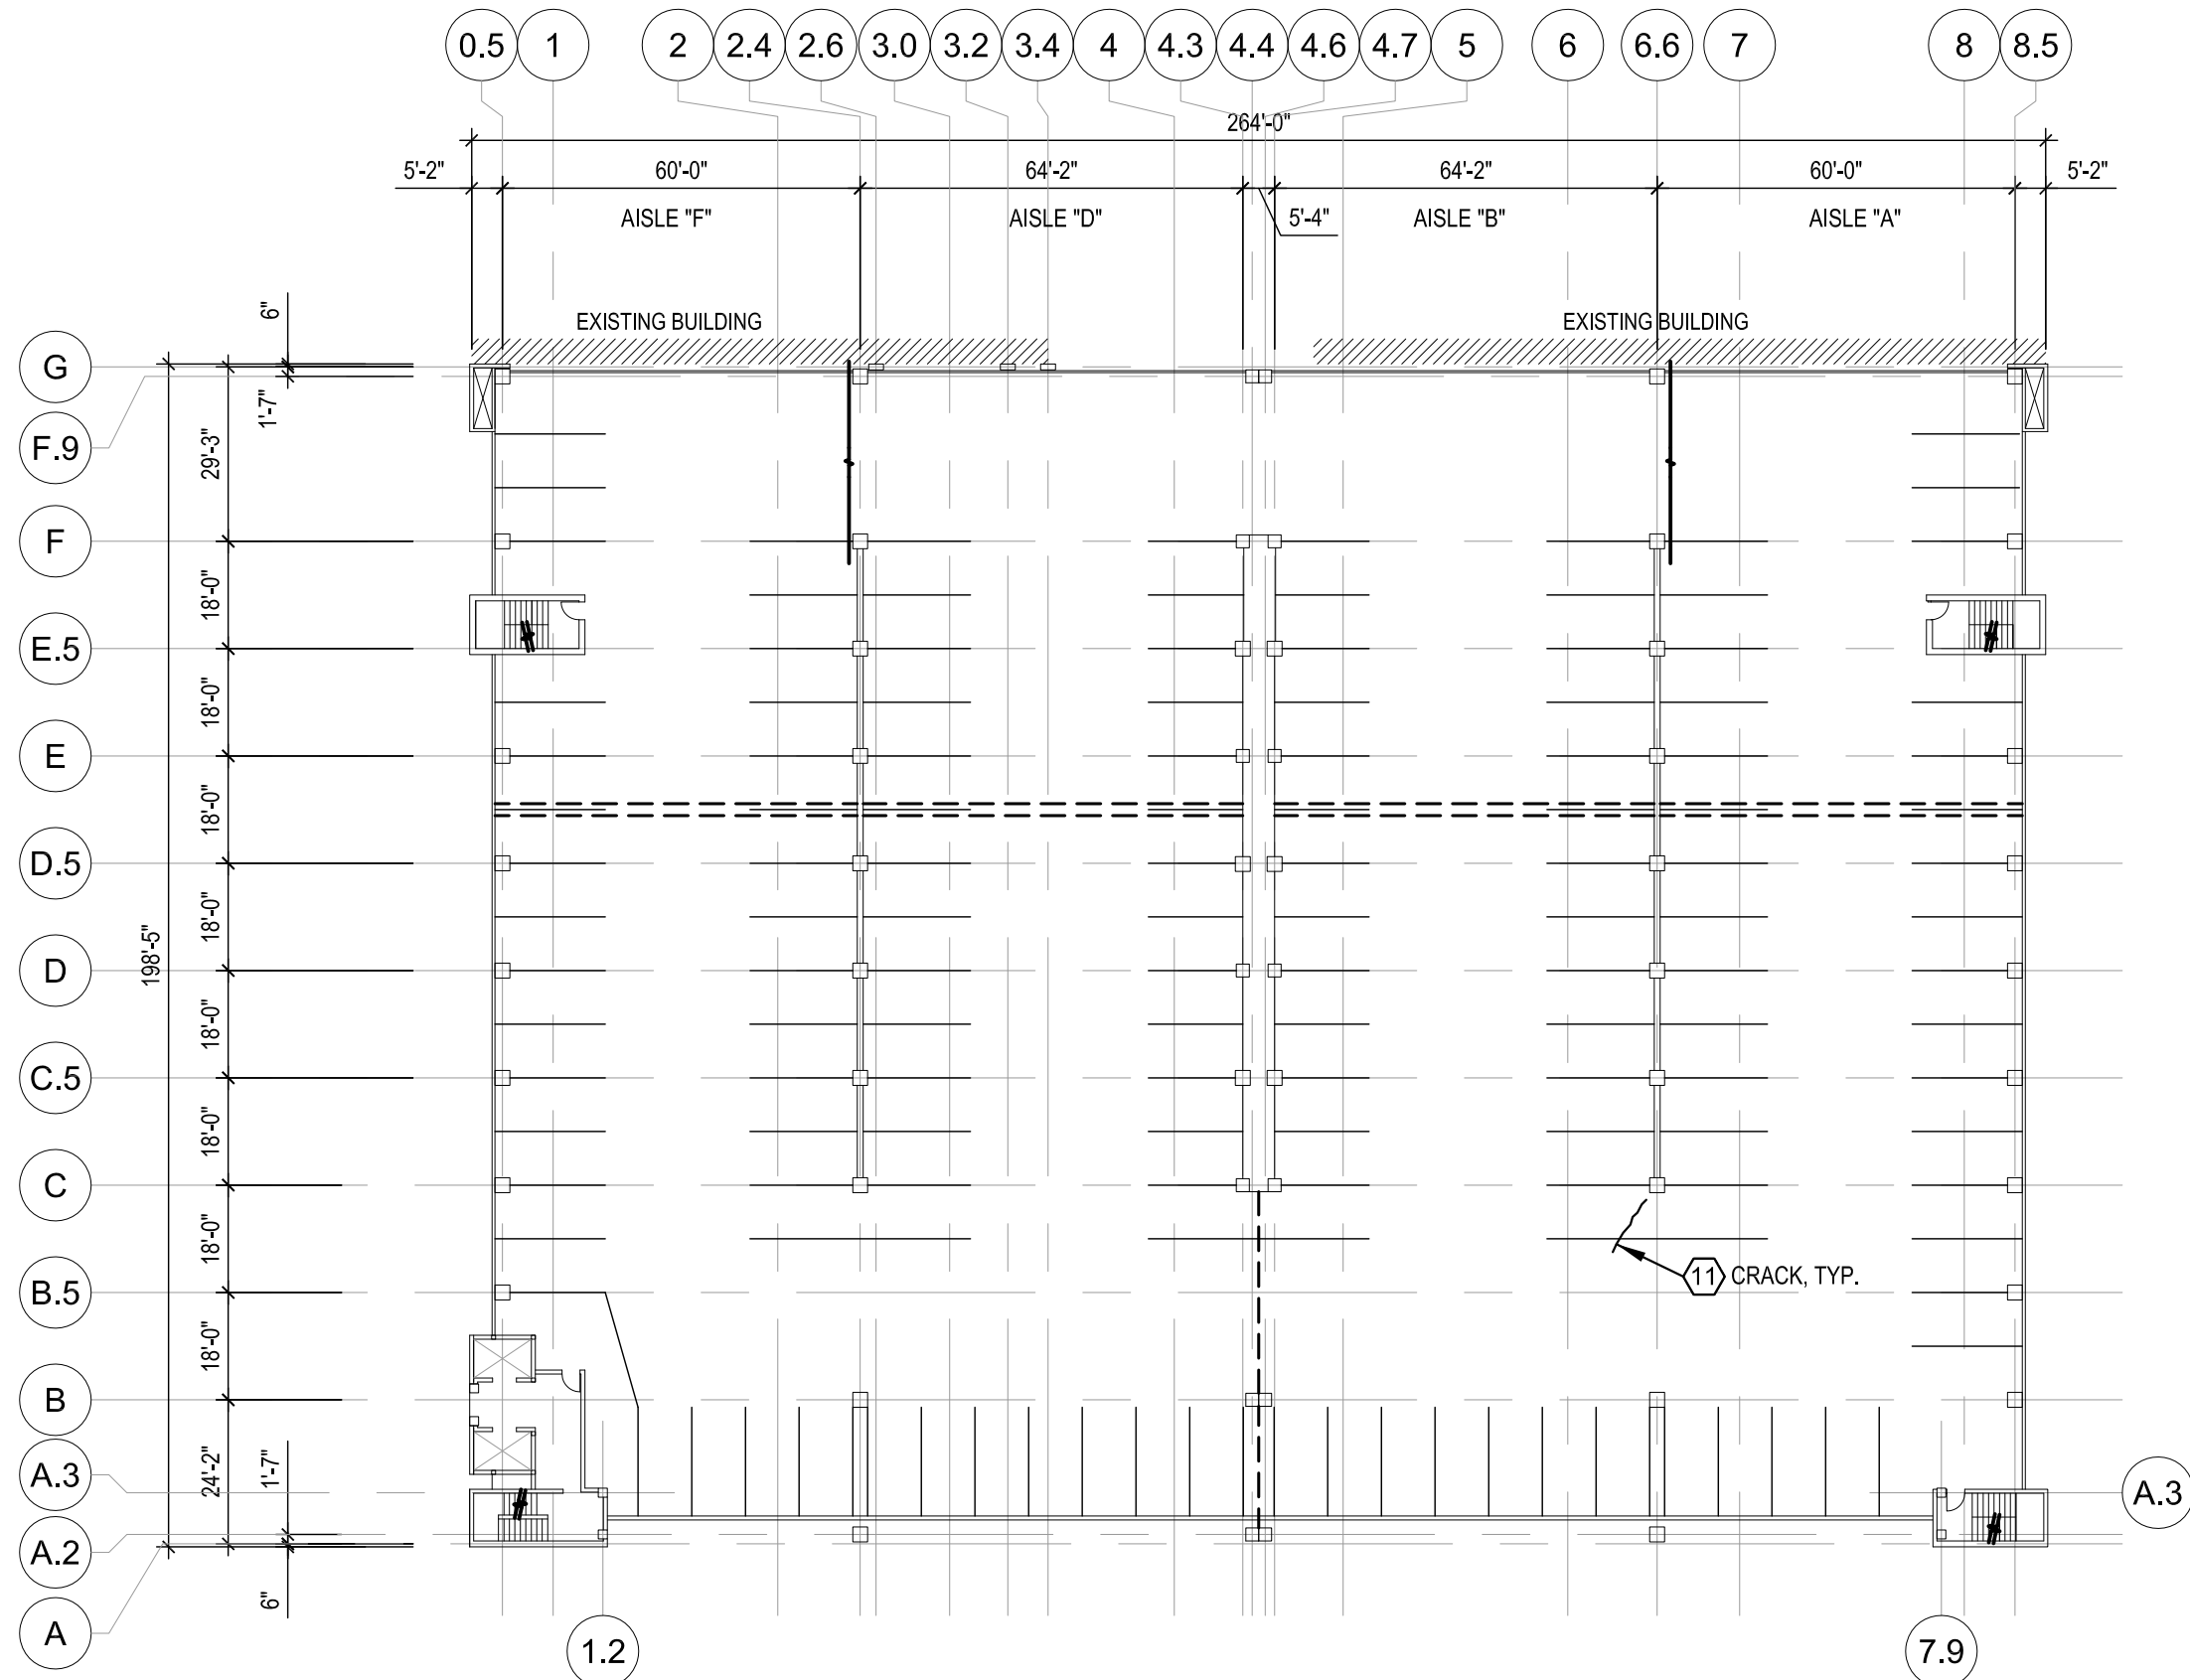 0.5 1 2 2.4 2.6 3.0 3.2 3.4 4 4.3 4.4 4.6 4.7 5 6 6.6 7 8 8.5
264'-0"
5'-2" 60'-0" 64'-2" 64'-2" 60'-0" 5'-2"
AISLE "F" AISLE "D" 5'-4" AISLE "B" AISLE "A"
6"
EXISTING BUILDING EXISTING BUILDING
G
1'-7"
F.9
29'-3"
F
18'-0"
E.5
18'-0"
E
18'-0"
D.5
18'-0"
198'-5"
D
18'-0"
C.5
18'-0"
C
18'-0"
11 CRACK, TYP.
B.5
18'-0"
B
A.3
24'-2"
1'-7"
A.3
A.2
6"
A
1.2 7.9